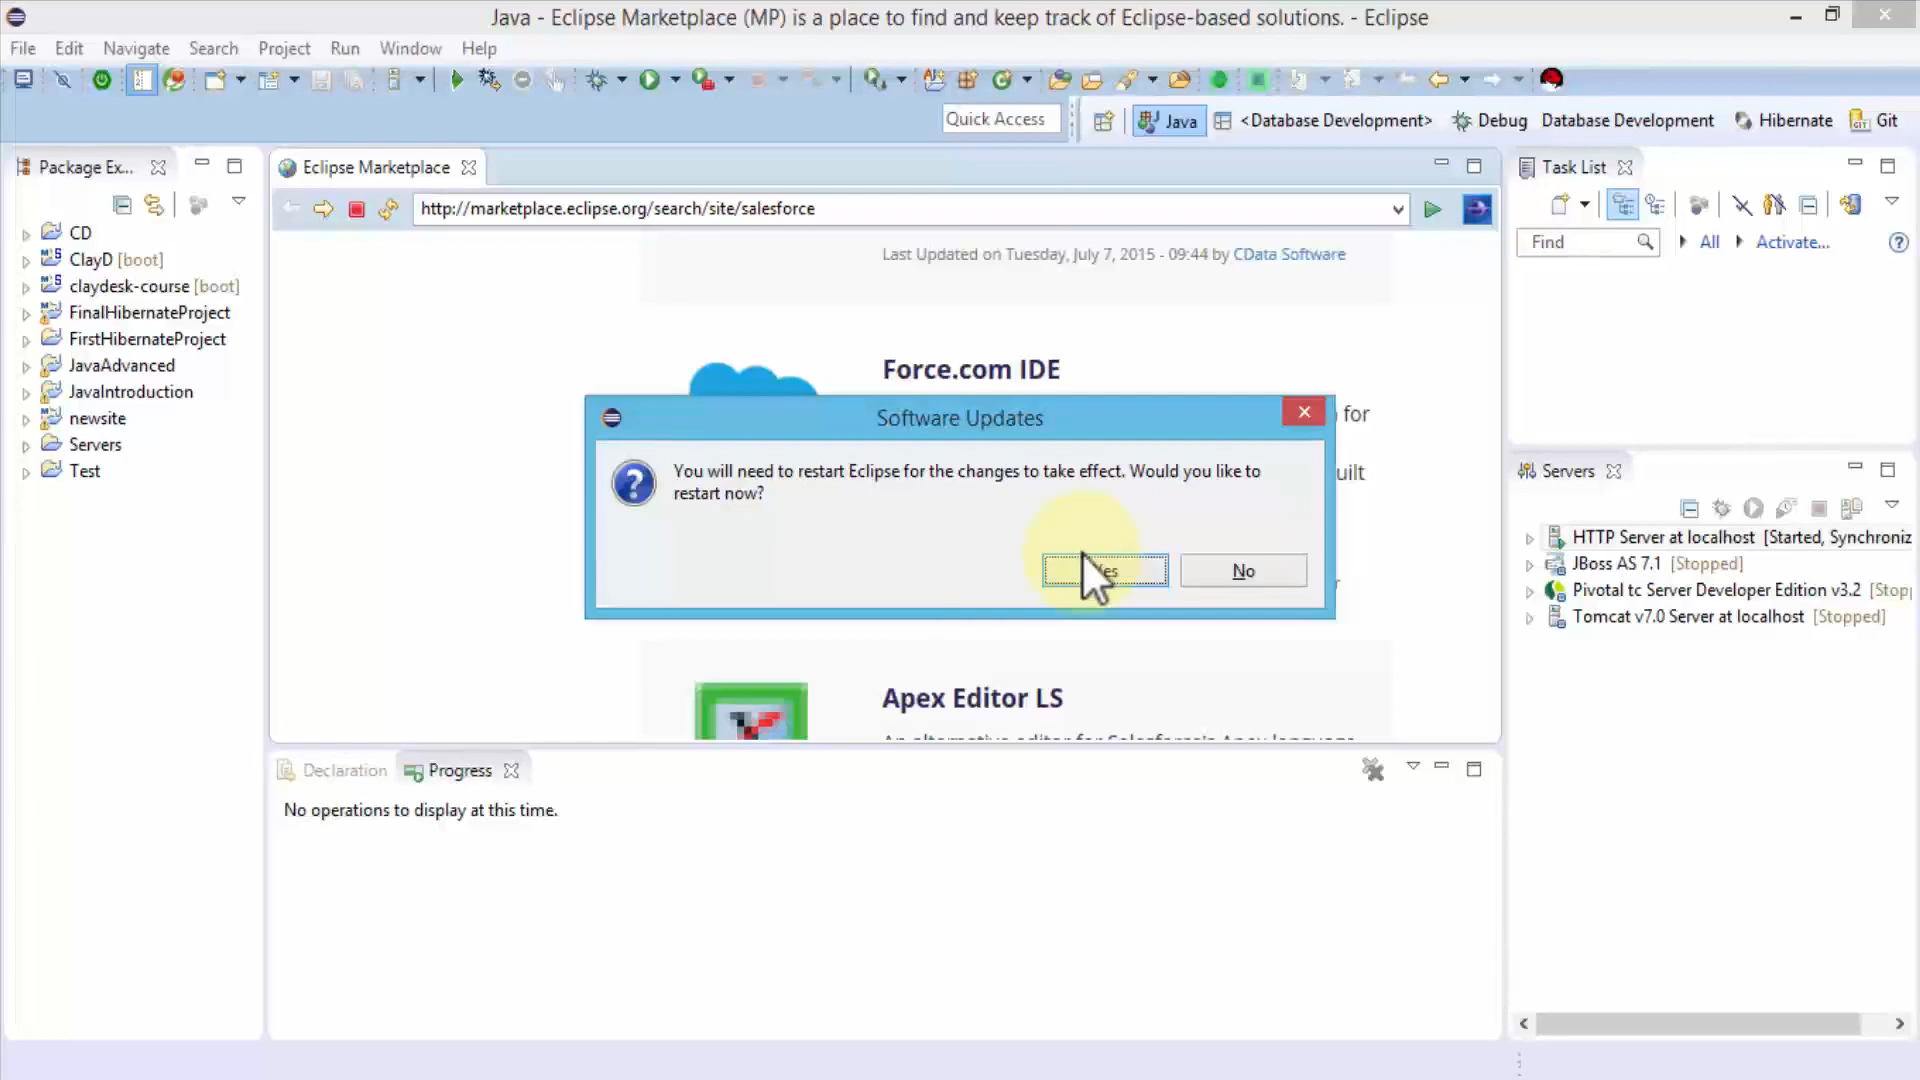 Java - Eclipse Marketplace (MP) is a place to find and keep track of Eclipse-based solutions. - Eclipse
File Edit Navigate Search Project Run Window Help
Quick Access Java <Database Development> Debug Database Development Hibernate Git
Package Ex...
CD
ClayD [boot]
claydesk-course [boot]
FinalHibernateProject
FirstHibernateProject
JavaAdvanced
JavaIntroduction
newsite
Servers
Test
Eclipse Marketplace
http://marketplace.eclipse.org/search/site/salesforce
Last Updated on Tuesday, July 7, 2015 - 09:44 by CData Software
Force.com IDE
for
uilt
Software Updates
You will need to restart Eclipse for the changes to take effect. Would you like to
restart now?
No
Apex Editor LS
Declaration Progress
No operations to display at this time.
Task List
Find All Activate...
Servers
HTTP Server at localhost [Started, Synchroniz
JBoss AS 7.1 [Stopped]
Pivotal tc Server Developer Edition v3.2 [Stop
Tomcat v7.0 Server at localhost [Stopped]